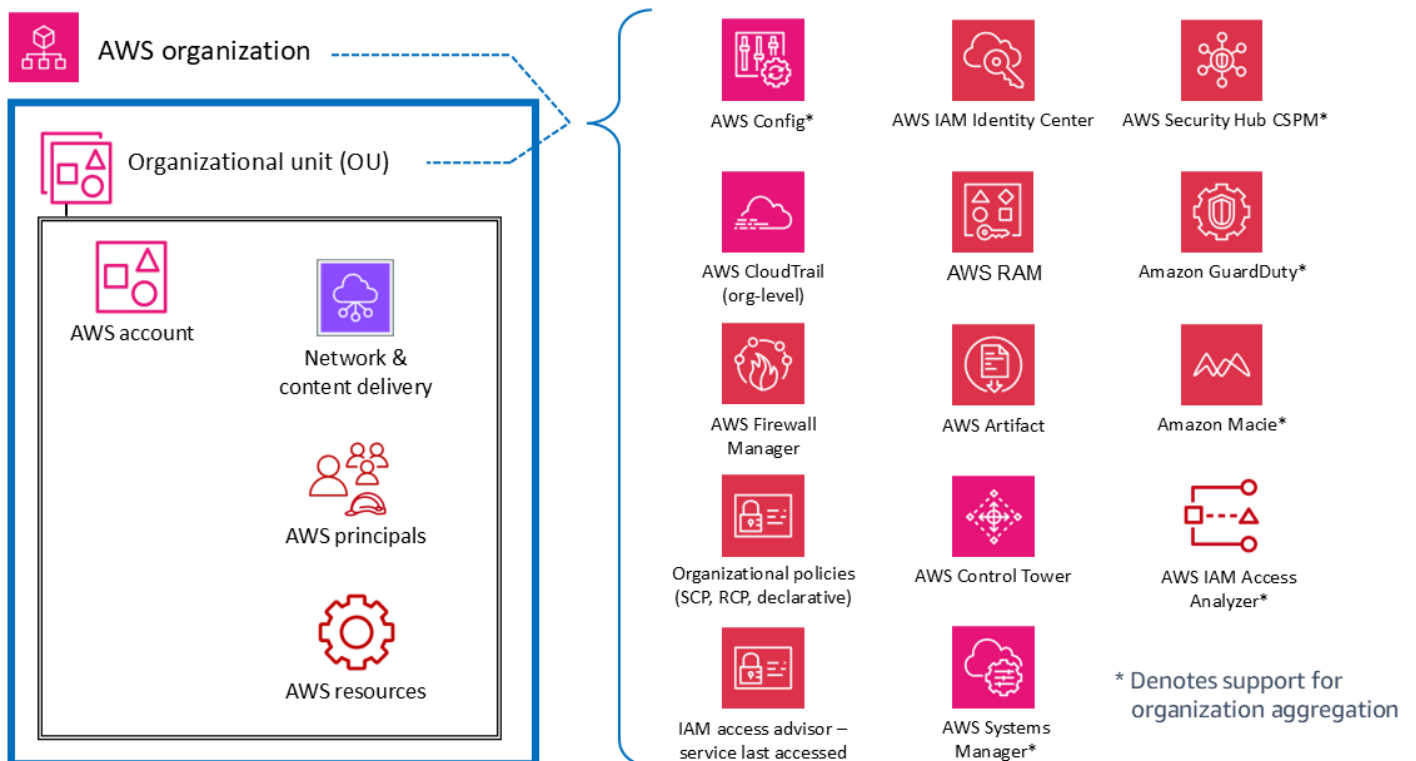 AWS organization
Organizational unit (OU)
AWS account
Network &
content delivery
AWS principals
AWS resources
AWS Config*
AWS IAM Identity Center
AWS Security Hub CSPM*
AWS CloudTrail
(org-level)
AWS RAM
Amazon GuardDuty*
AWS Firewall
Manager
AWS Artifact
Amazon Macie*
Organizational policies
(SCP, RCP, declarative)
AWS Control Tower
AWS IAM Access
Analyzer*
IAM access advisor –
service last accessed
AWS Systems
Manager*
* Denotes support for
organization aggregation